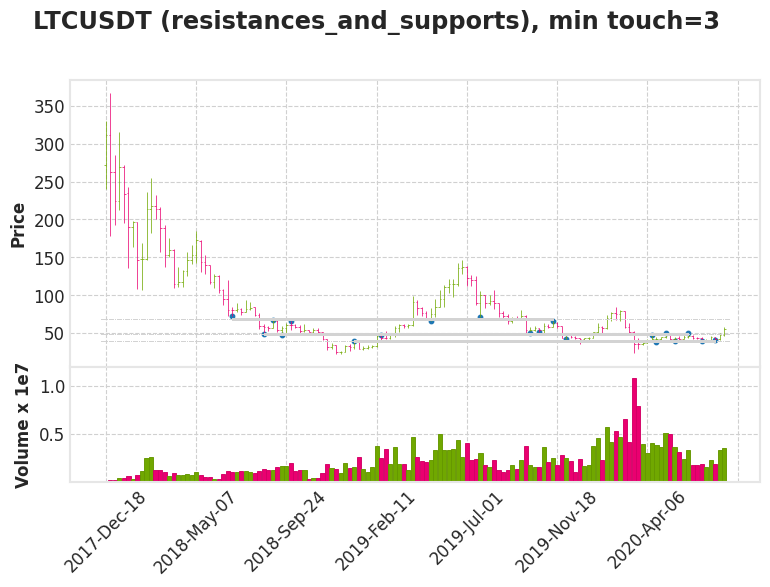 LTCUSDT (resistances_and_supports), min touch=3
Price
350
300
250
200
150
100
50
Volume x 1e7
1.0
0.5
2017-Dec-18
2018-May-07
2018-Sep-24
2019-Feb-11
2019-Jul-01
2019-Nov-18
2020-Apr-06